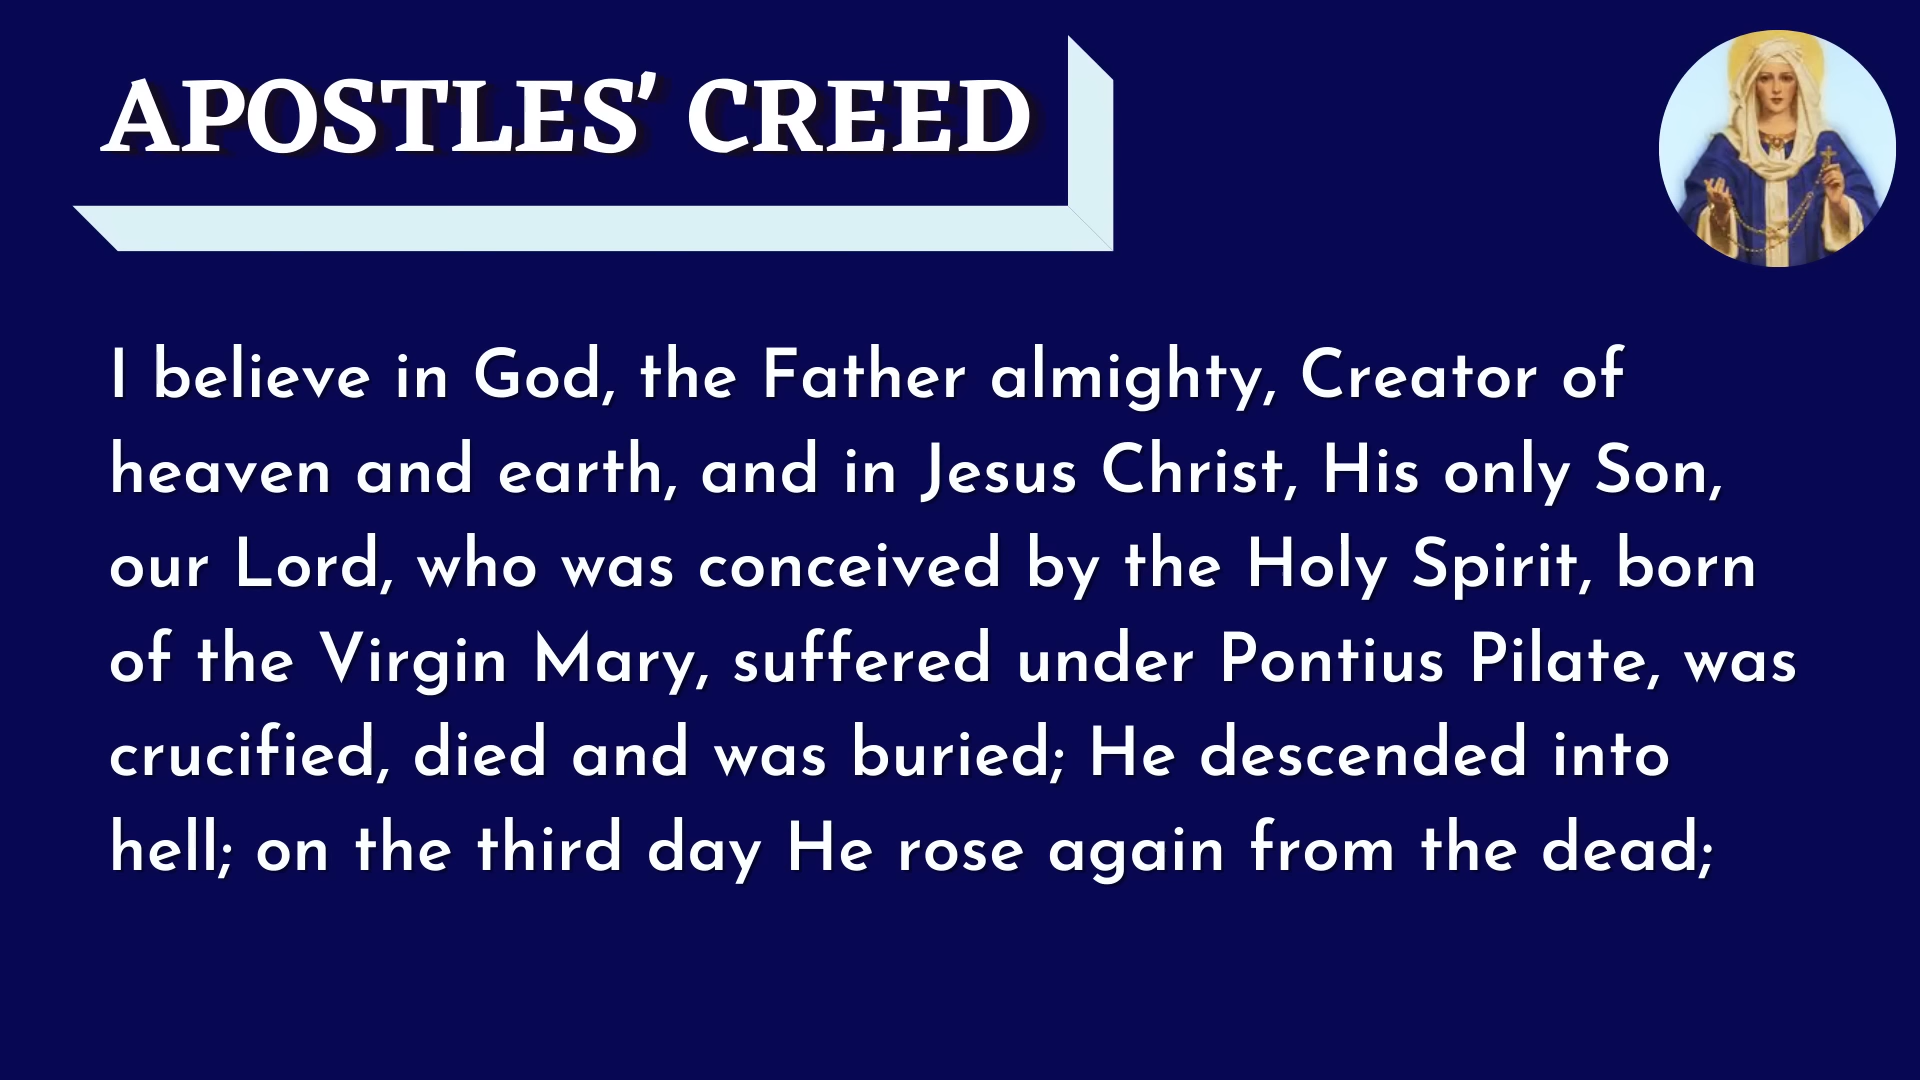 APOSTLES’ CREED
I believe in God, the Father almighty, Creator of
heaven and earth, and in Jesus Christ, His only Son,
our Lord, who was conceived by the Holy Spirit, born
of the Virgin Mary, suffered under Pontius Pilate, was
crucified, died and was buried; He descended into
hell; on the third day He rose again from the dead;